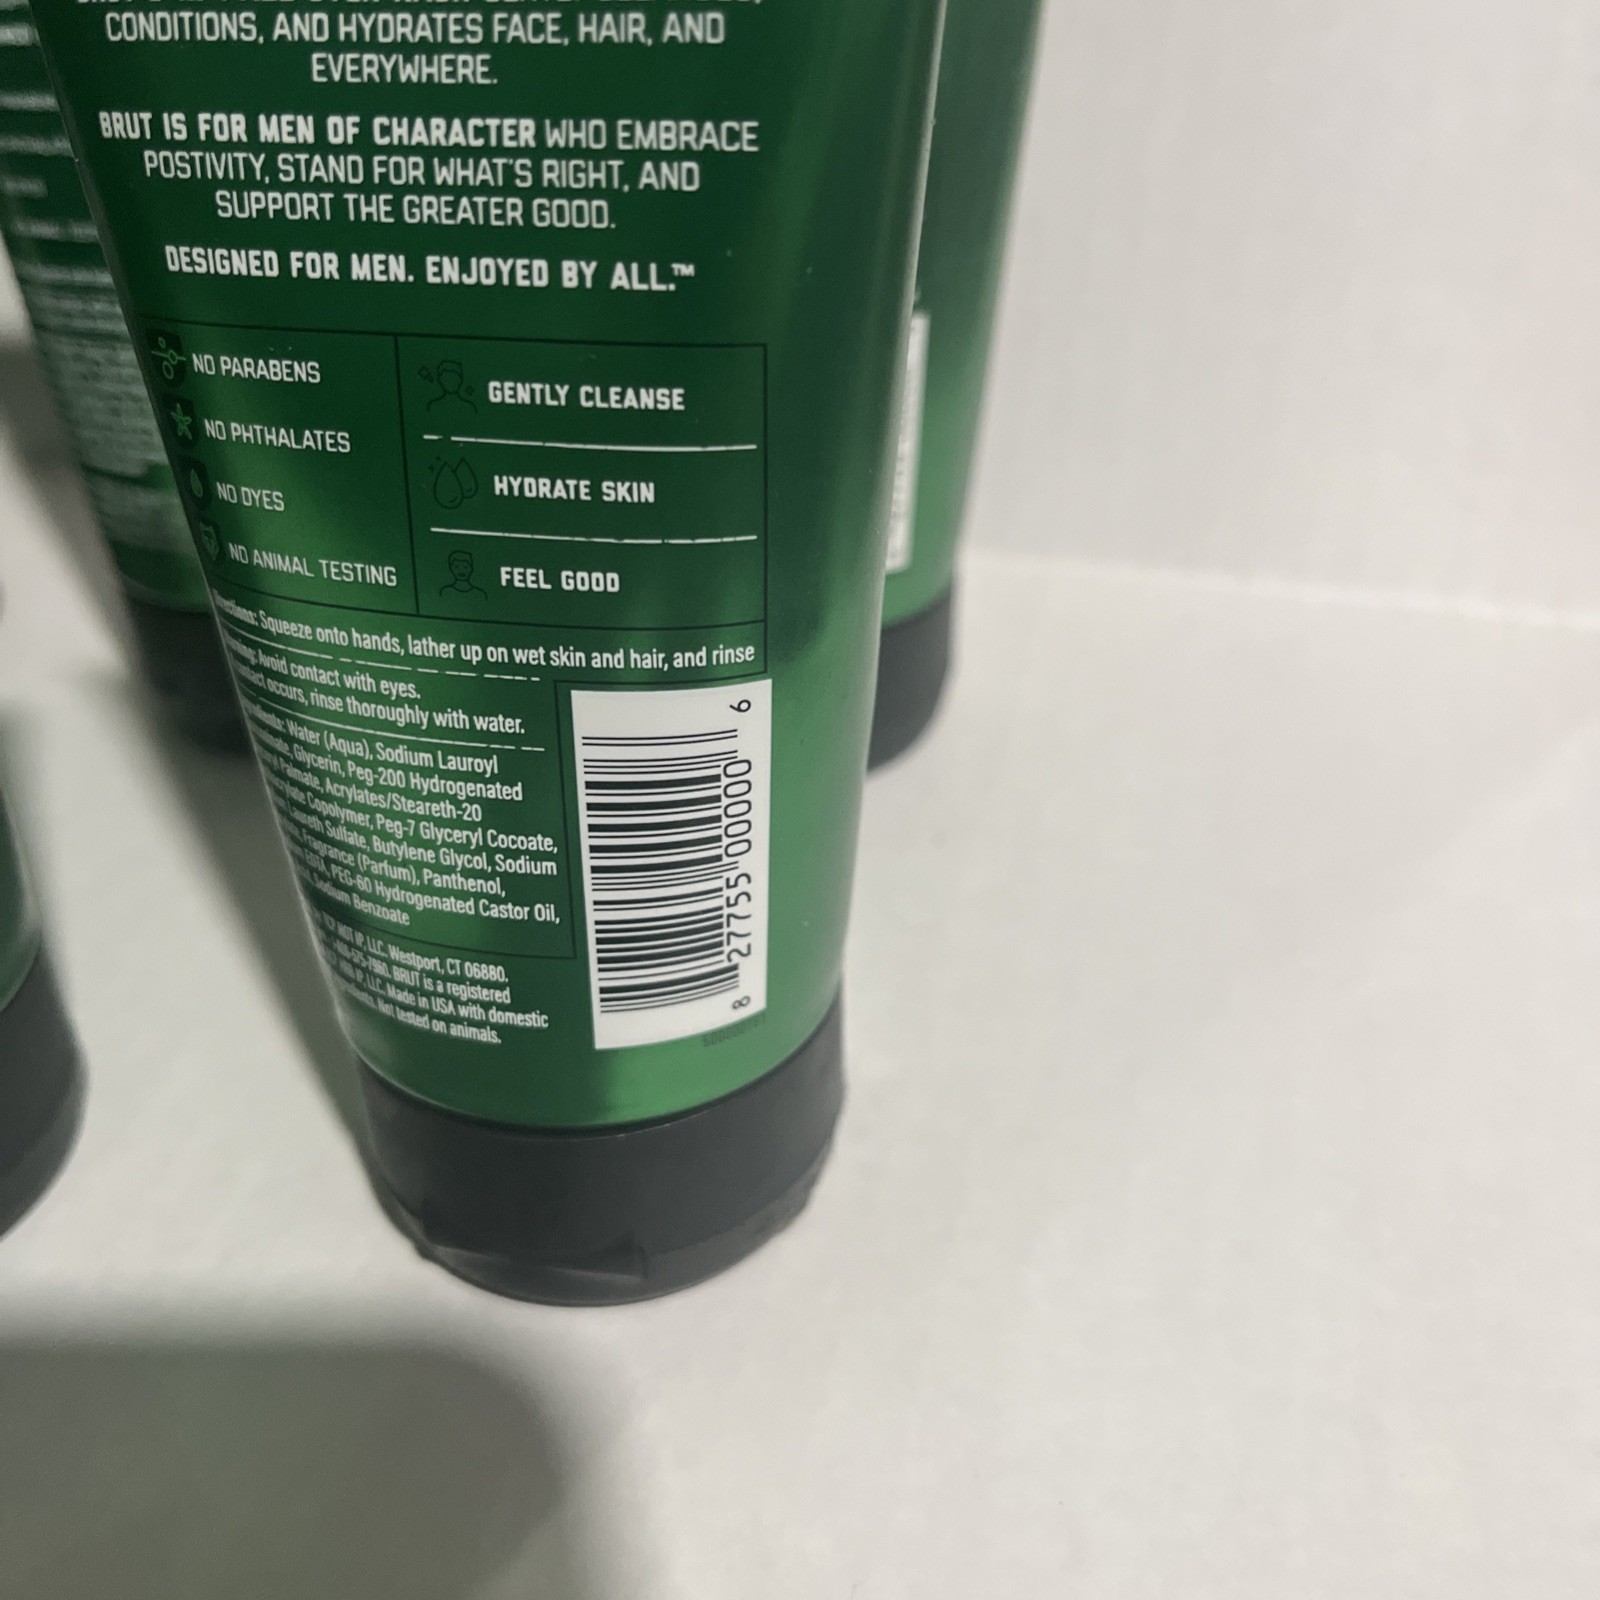 CONDITIONS, AND HYDRATES FACE, HAIR, AND
EVERYWHERE.
BRUT IS FOR MEN OF CHARACTER WHO EMBRACE
POSTIVITY, STAND FOR WHAT'S RIGHT, AND
SUPPORT THE GREATER GOOD.
DESIGNED FOR MEN. ENJOYED BY ALL.™
NO PARABENS
NO PHTHALATES
NO DYES
NO ANIMAL TESTING
GENTLY CLEANSE
HYDRATE SKIN
FEEL GOOD
Directions: Squeeze onto hands, lather up on wet skin and hair, and rinse
Avoid contact with eyes.
occurs, rinse thoroughly with water.
Water (Aqua), Sodium Lauroyl
Glycerin, Peg-200 Hydrogenated
Palmate, Acrylates/Steareth-20
Copolymer, Peg-7 Glyceryl Cocoate,
Laureth Sulfate, Butylene Glycol, Sodium
Fragrance (Parfum), Panthenol,
EDTA, PEG-60 Hydrogenated Castor Oil,
Sodium Benzoate
IP, LLC. Westport, CT 06880.
BRUT is a registered
IP, LLC. Made in USA with domestic
Not tested on animals.
8 27755 00000 6